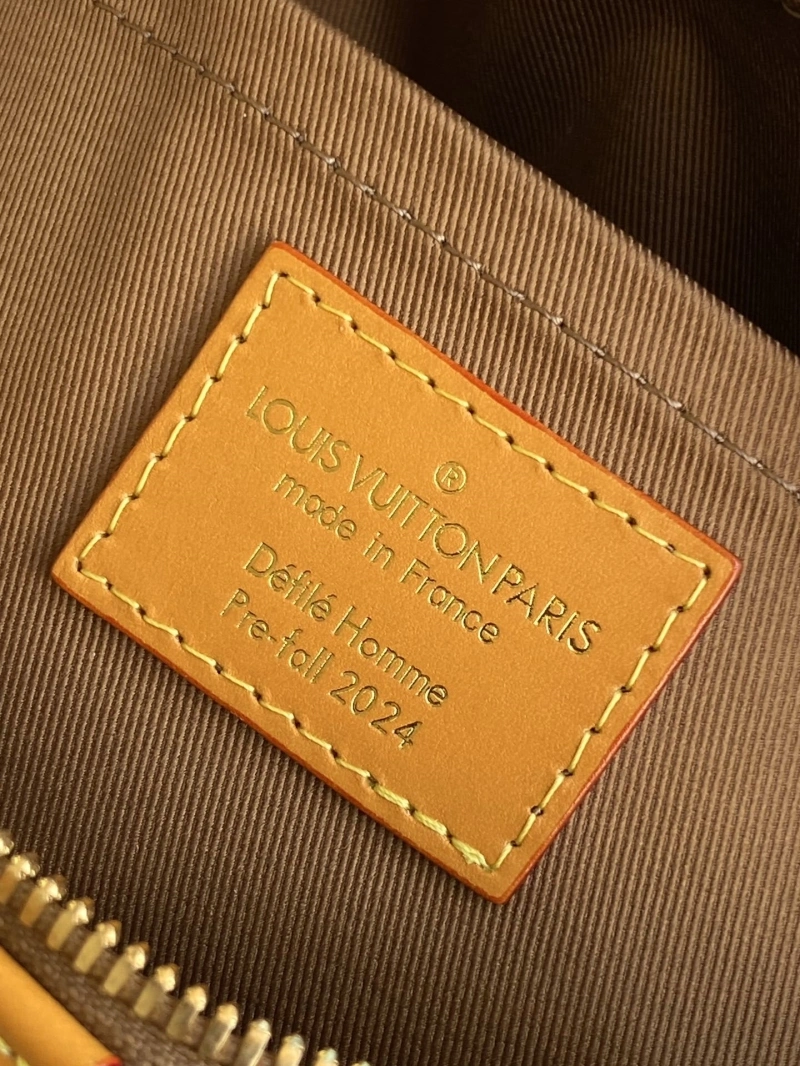 ®
LOUIS VUITTON PARIS
made in France
Défilé Homme
Pre-fall 2024